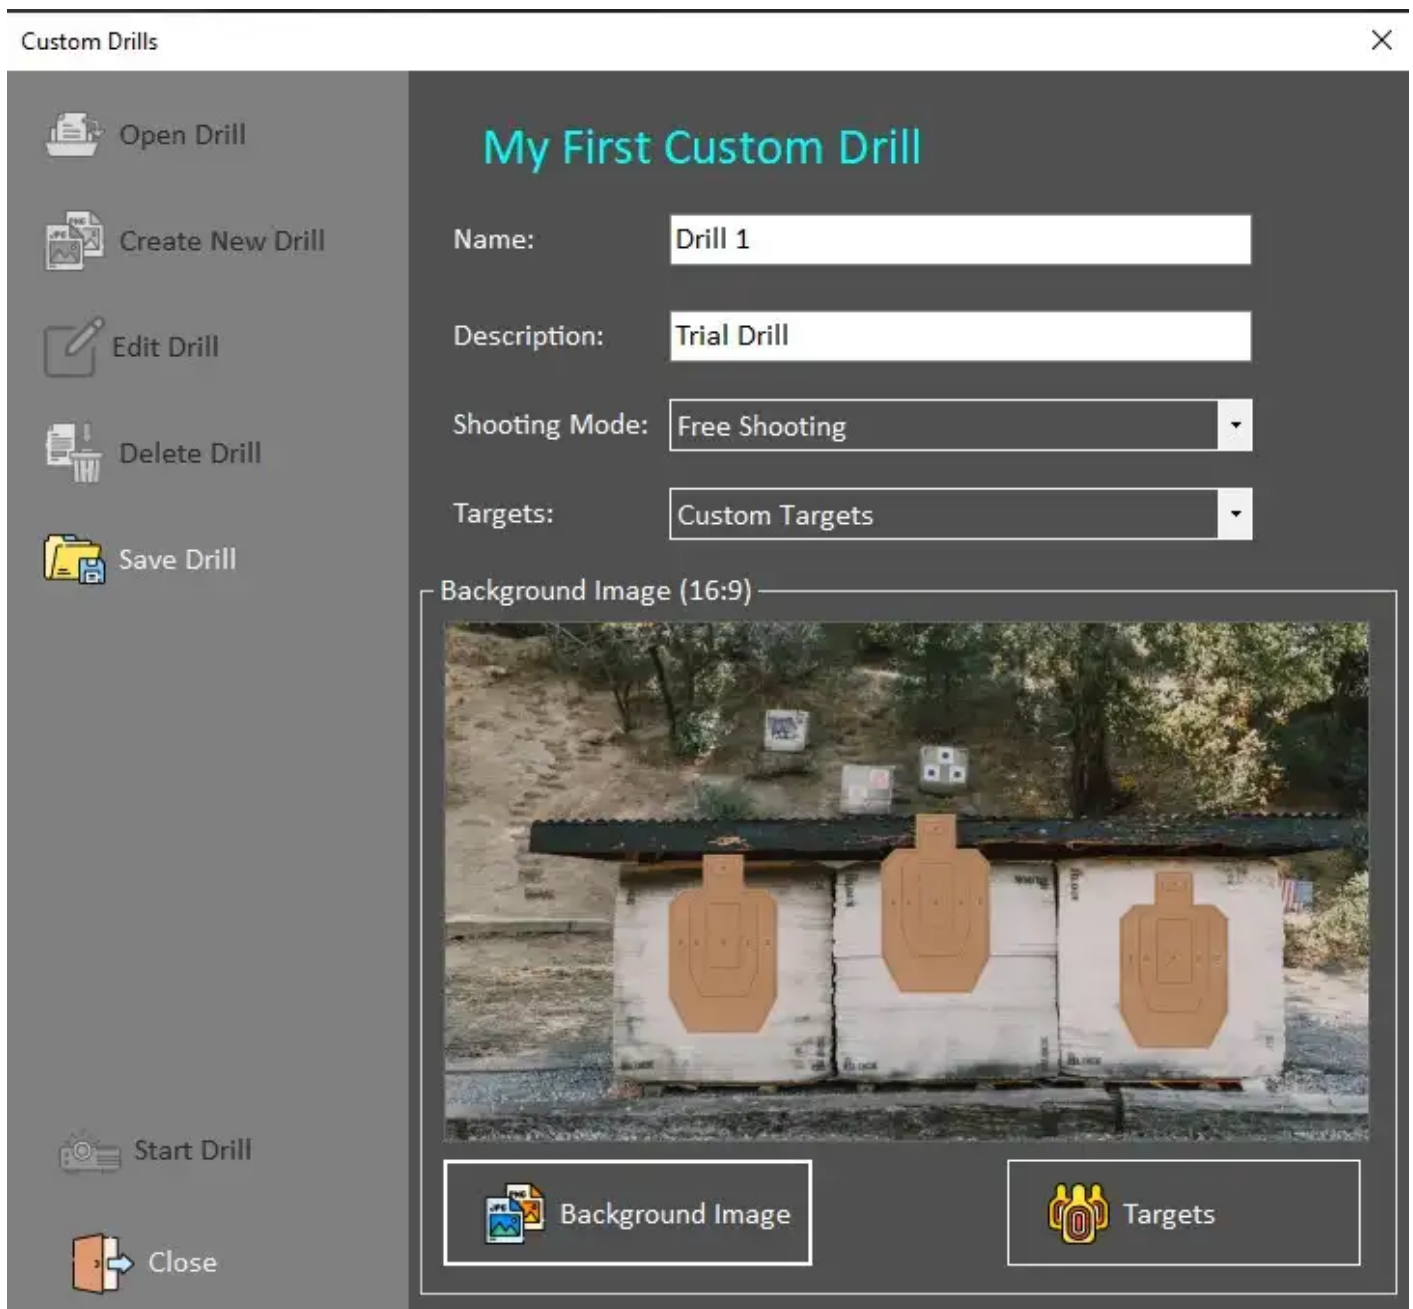 Custom Drills
Open Drill
Create New Drill
Edit Drill
Delete Drill
Save Drill
Start Drill
Close
My First Custom Drill
Name:
Drill 1
Description:
Trial Drill
Shooting Mode:
Free Shooting
Targets:
Custom Targets
Background Image (16:9)
Background Image
Targets